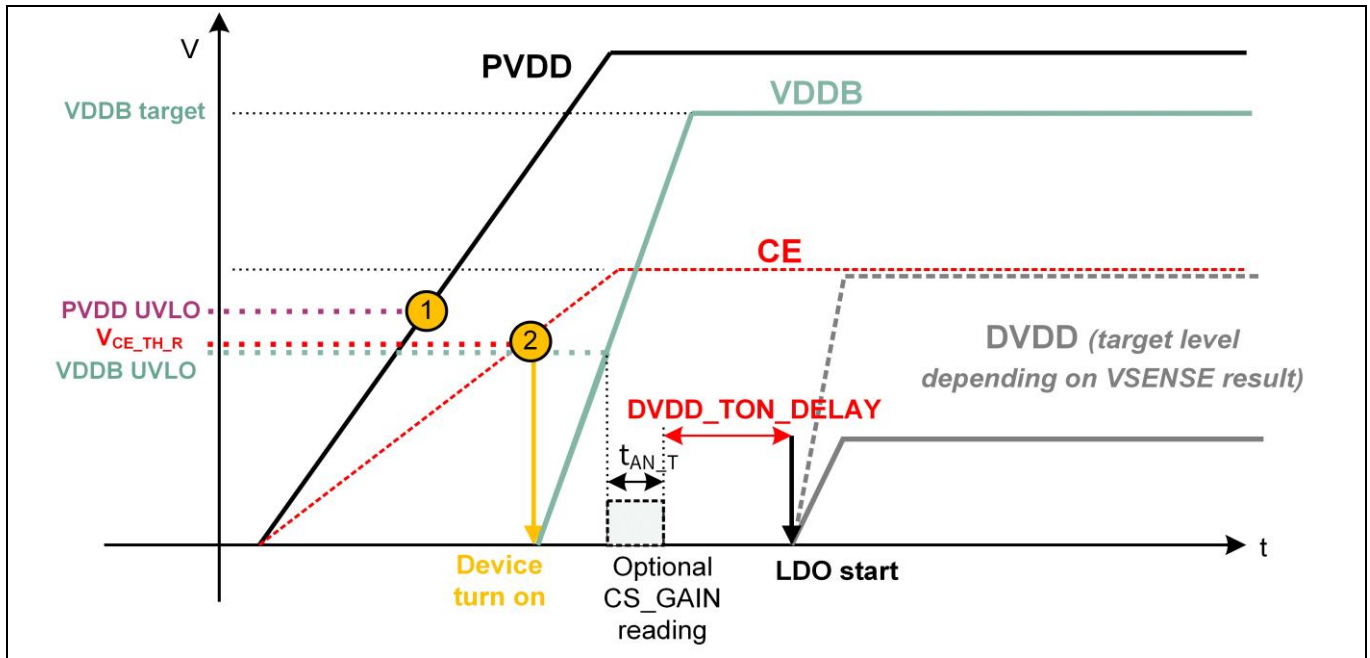 V
PVDD
VDDB
VDDB target
CE
PVDD UVLO
1
VCE_TH_R
2
VDDB UVLO
DVDD (target level
depending on VSENSE result)
DVDD_TON_DELAY
tAN_T
t
Device
turn on
Optional
CS_GAIN
reading
LDO start